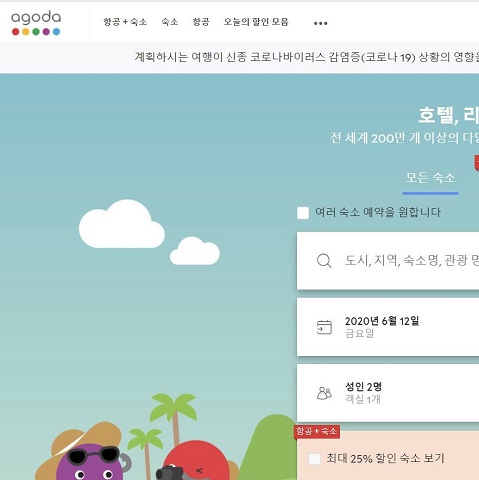 agoda
항공 + 숙소 숙소 항공 오늘의 할인 모음
계획하시는 여행이 신종 코로나바이러스 감염증(코로나 19) 상황의 영향을
호텔, 리
전 세계 200만 개 이상의 다양
모든 숙소
여러 숙소 예약을 원합니다
도시, 지역, 숙소명, 관광 명
2020년 6월 12일
금요일
성인 2명
객실 1개
항공 + 숙소
최대 25% 할인 숙소 보기